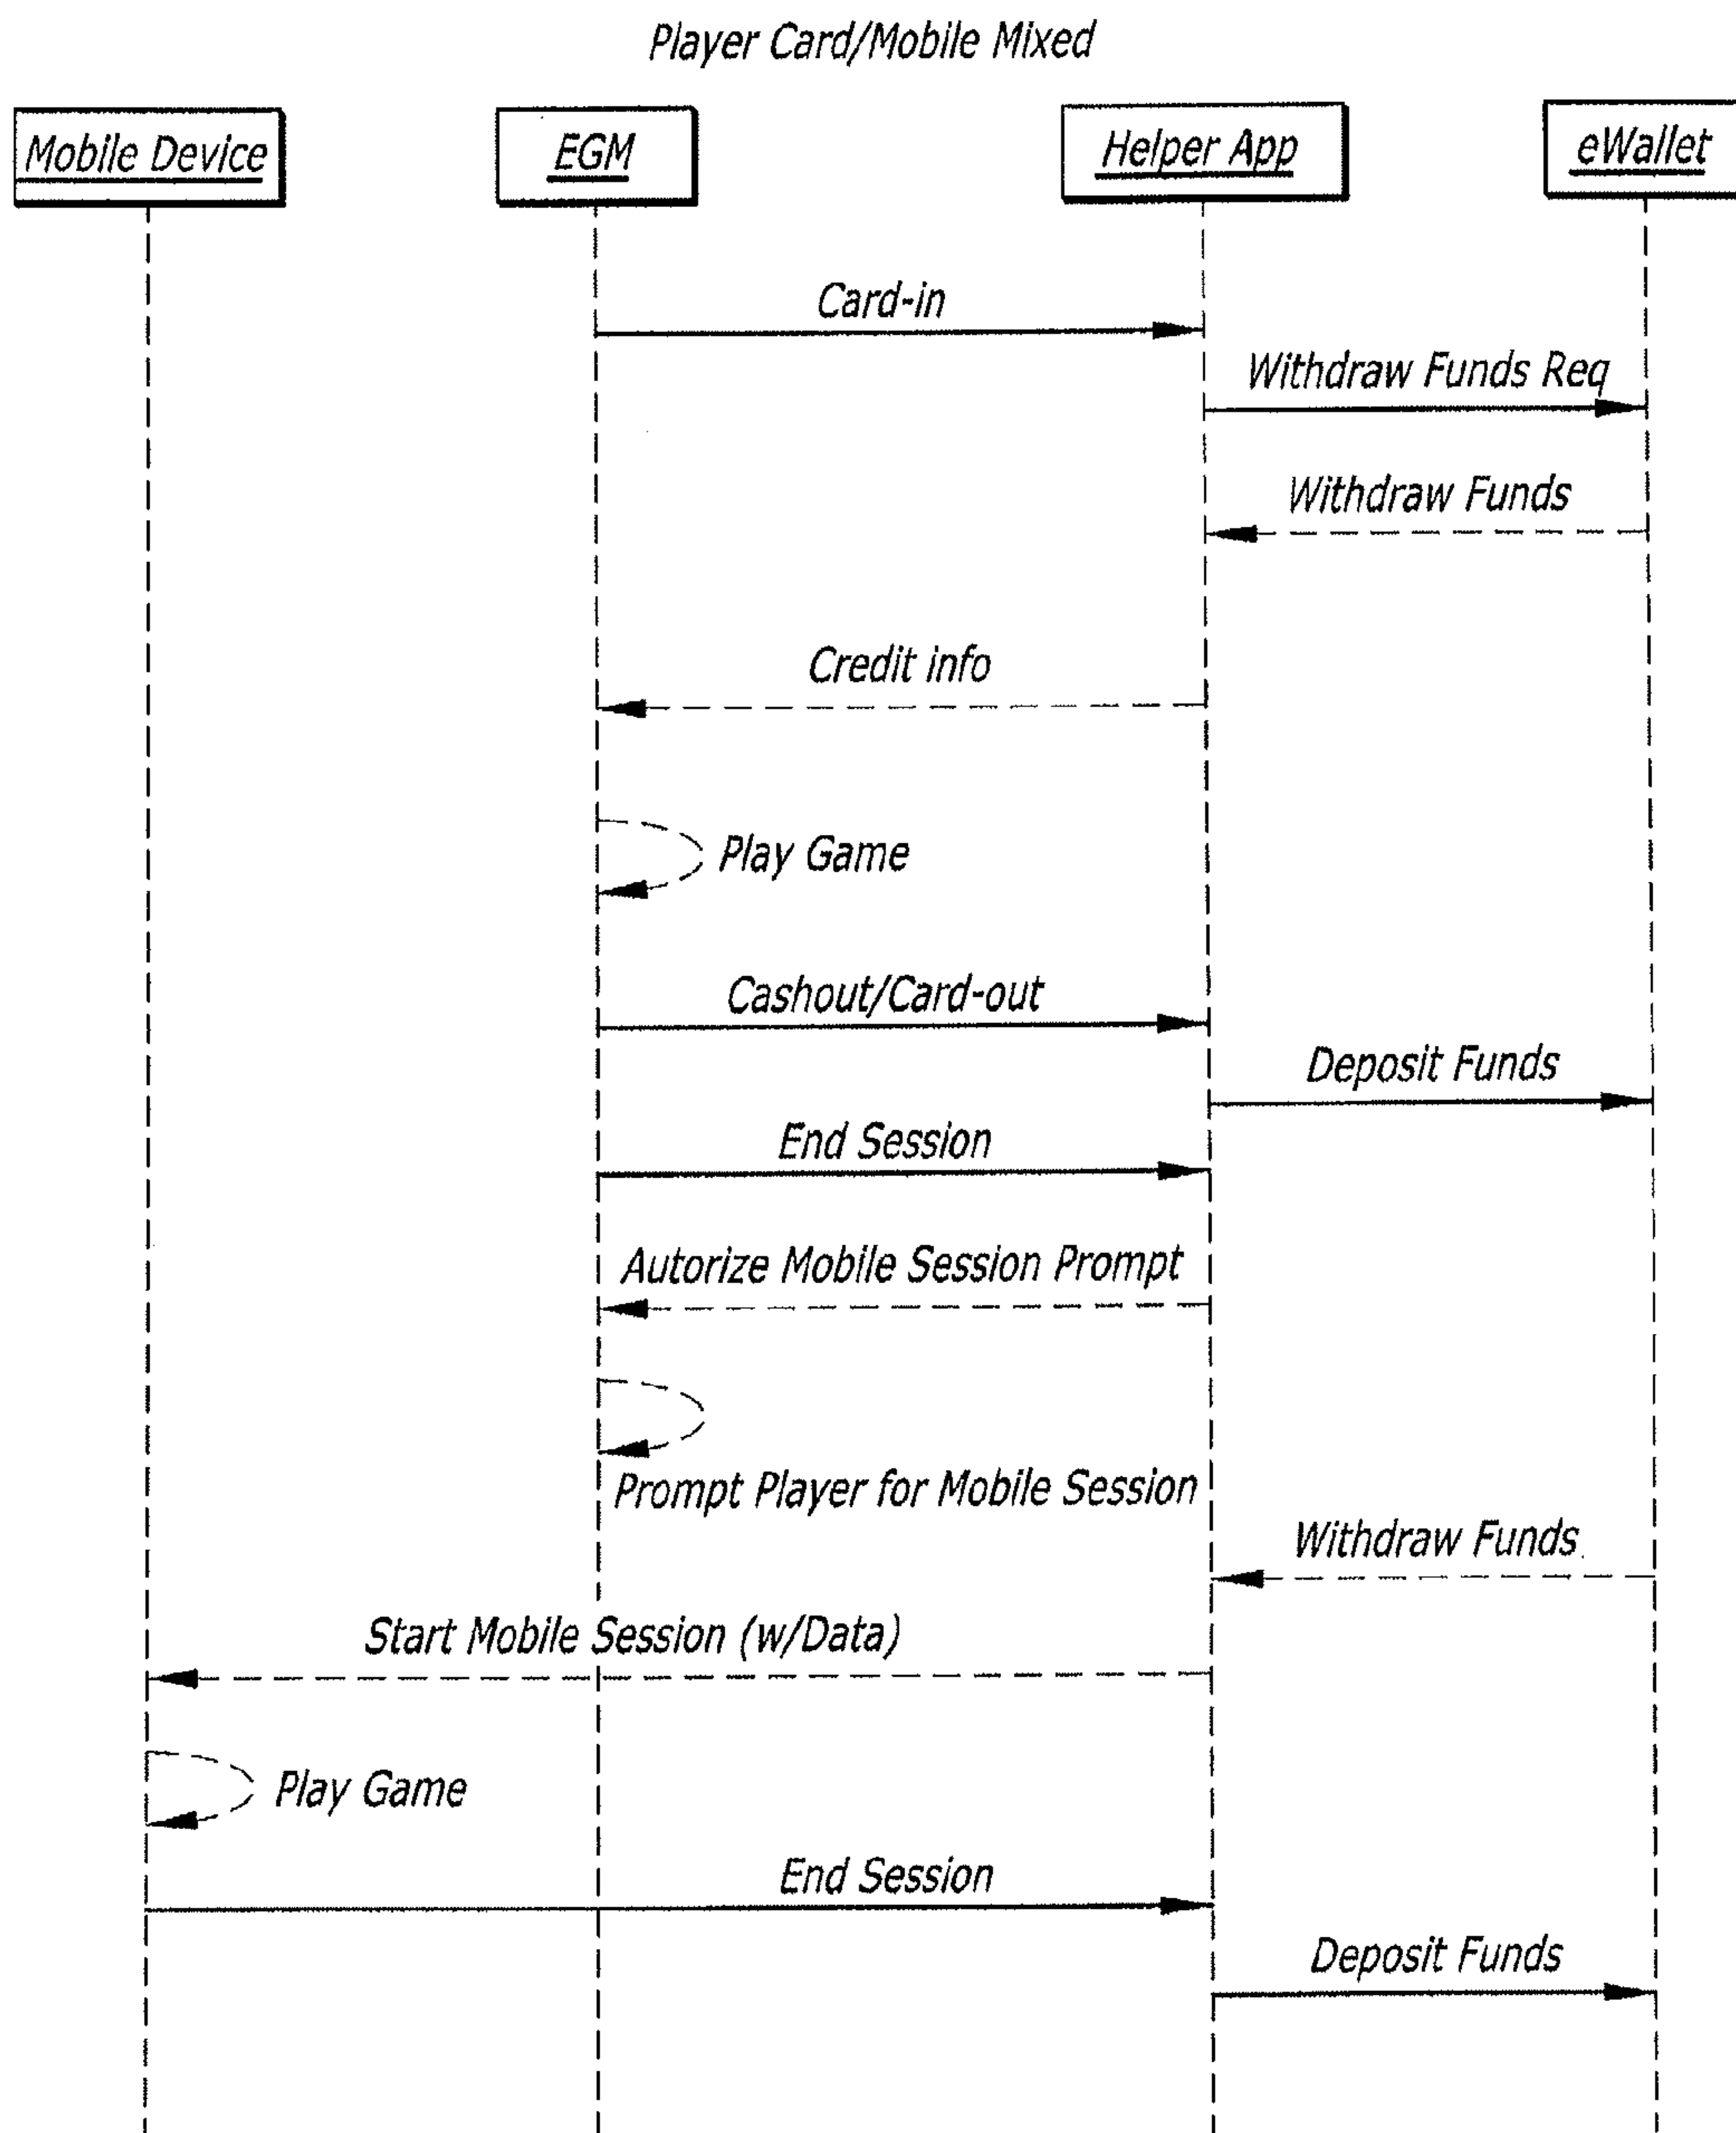 Player Card/Mobile Mixed
Mobile Device
EGM
Helper App
eWallet
Card-in
Withdraw Funds Req
Withdraw Funds
Credit info
Play Game
Cashout/Card-out
Deposit Funds
End Session
Autorize Mobile Session Prompt
Prompt Player for Mobile Session
Withdraw Funds
Start Mobile Session (w/Data)
Play Game
End Session
Deposit Funds